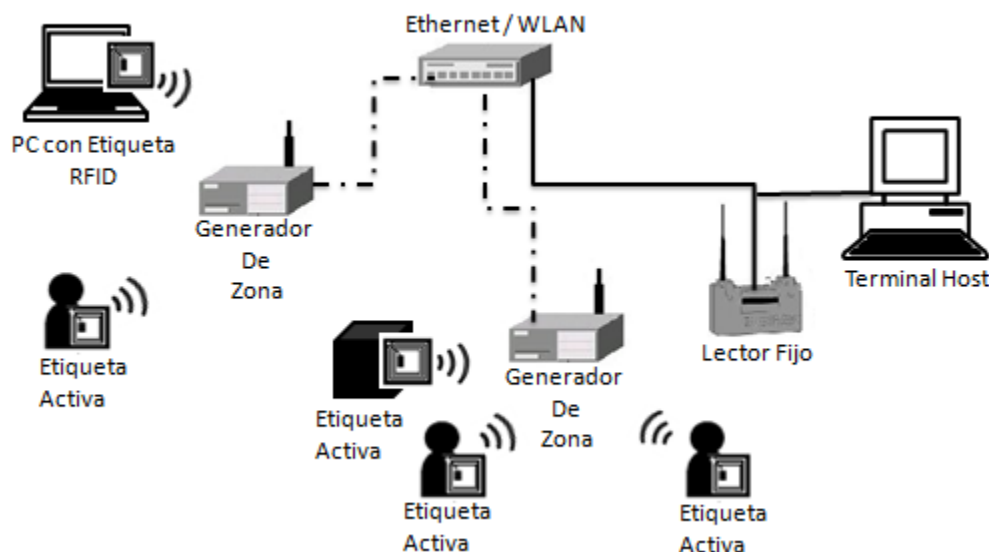 Ethernet / WLAN
PC con Etiqueta
RFID
Generador
De
Zona
Terminal Host
Lector Fijo
Etiqueta
Activa
Generador
De
Zona
Etiqueta
Activa
Etiqueta
Activa
Etiqueta
Activa